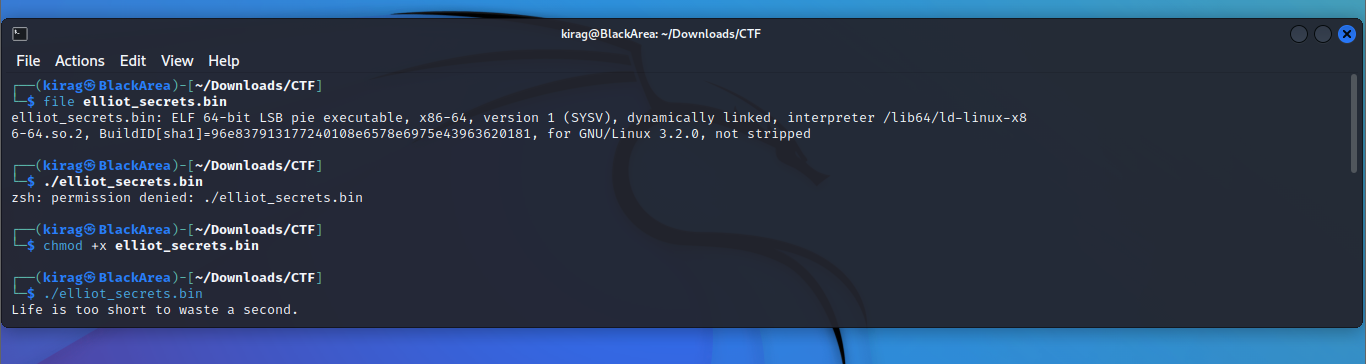 kirag@BlackArea: ~/Downloads/CTF
File Actions Edit View Help
┌──(kirag㉿BlackArea)-[~/Downloads/CTF]
└─$ file elliot_secrets.bin
elliot_secrets.bin: ELF 64-bit LSB pie executable, x86-64, version 1 (SYSV), dynamically linked, interpreter /lib64/ld-linux-x8
6-64.so.2, BuildID[sha1]=96e837913177240108e6578e6975e43963620181, for GNU/Linux 3.2.0, not stripped
┌──(kirag㉿BlackArea)-[~/Downloads/CTF]
└─$ ./elliot_secrets.bin
zsh: permission denied: ./elliot_secrets.bin
┌──(kirag㉿BlackArea)-[~/Downloads/CTF]
└─$ chmod +x elliot_secrets.bin
┌──(kirag㉿BlackArea)-[~/Downloads/CTF]
└─$ ./elliot_secrets.bin
Life is too short to waste a second.